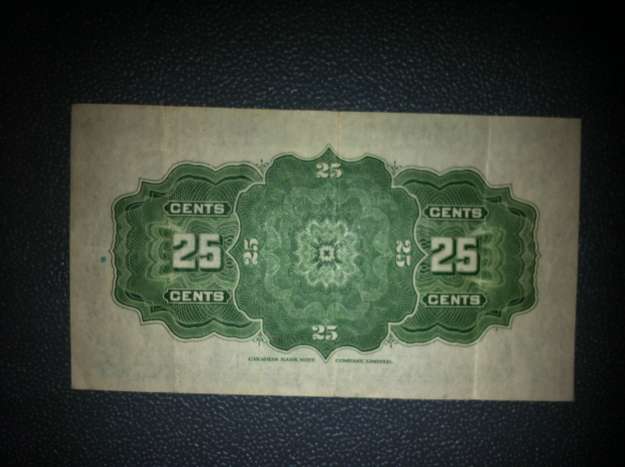 25
CENTS CENTS
25 25 25 25
CENTS CENTS
25
CANADIAN BANK NOTE COMPANY, LIMITED.